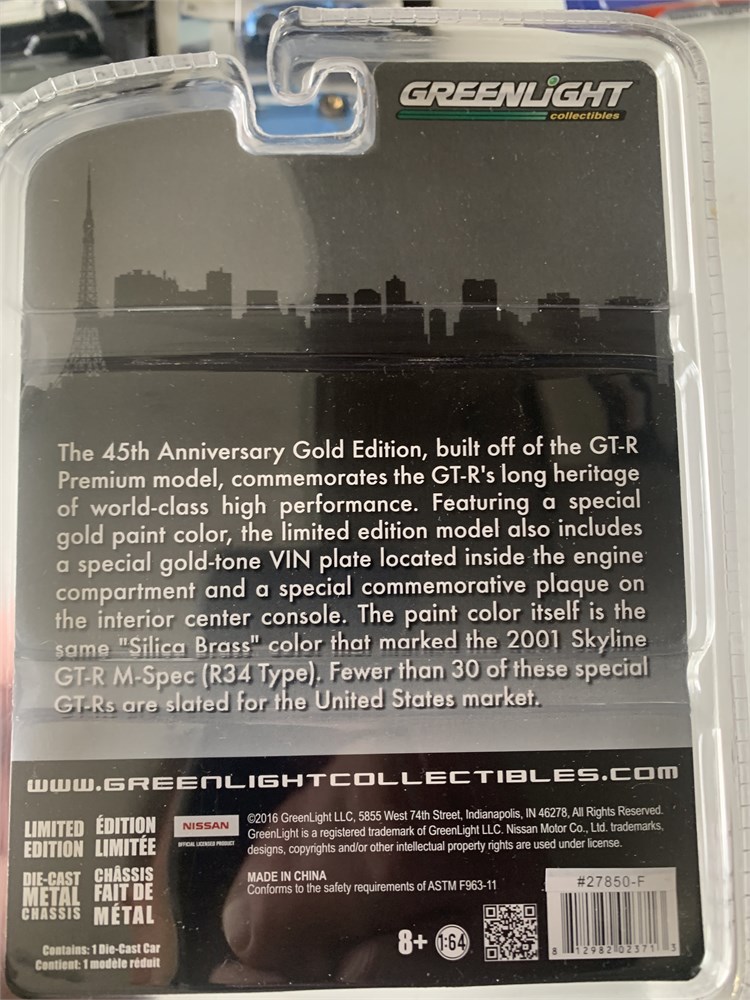 GREENLiGHT
collectibles
The 45th Anniversary Gold Edition, built off of the GT-R
Premium model, commemorates the GT-R's long heritage
of world-class high performance. Featuring a special
gold paint color, the limited edition model also includes
a special gold-tone VIN plate located inside the engine
compartment and a special commemorative plaque on
the interior center console. The paint color itself is the
same "Silica Brass" color that marked the 2001 Skyline
GT-R M-Spec (R34 Type). Fewer than 30 of these special
GT-Rs are slated for the United States market.
WWW.GREENLIGHTCOLLECTIBLES.COM
LIMITED
EDITION
ÉDITION
LIMITÉE
DIE-CAST
METAL
CHASSIS
CHÂSSIS
FAIT DE
MÉTAL
Contains: 1 Die-Cast Car
Contient: 1 modèle réduit
NISSAN
OFFICIAL LICENSED PRODUCT
©2016 GreenLight LLC, 5855 West 74th Street, Indianapolis, IN 46278, All Rights Reserved.
GreenLight is a registered trademark of GreenLight LLC. Nissan Motor Co., Ltd. trademarks,
designs, copyrights and/or other intellectual property rights are used under license.
MADE IN CHINA
Conforms to the safety requirements of ASTM F963-11
8+
1:64
#27850-F
8 12982 02371 3